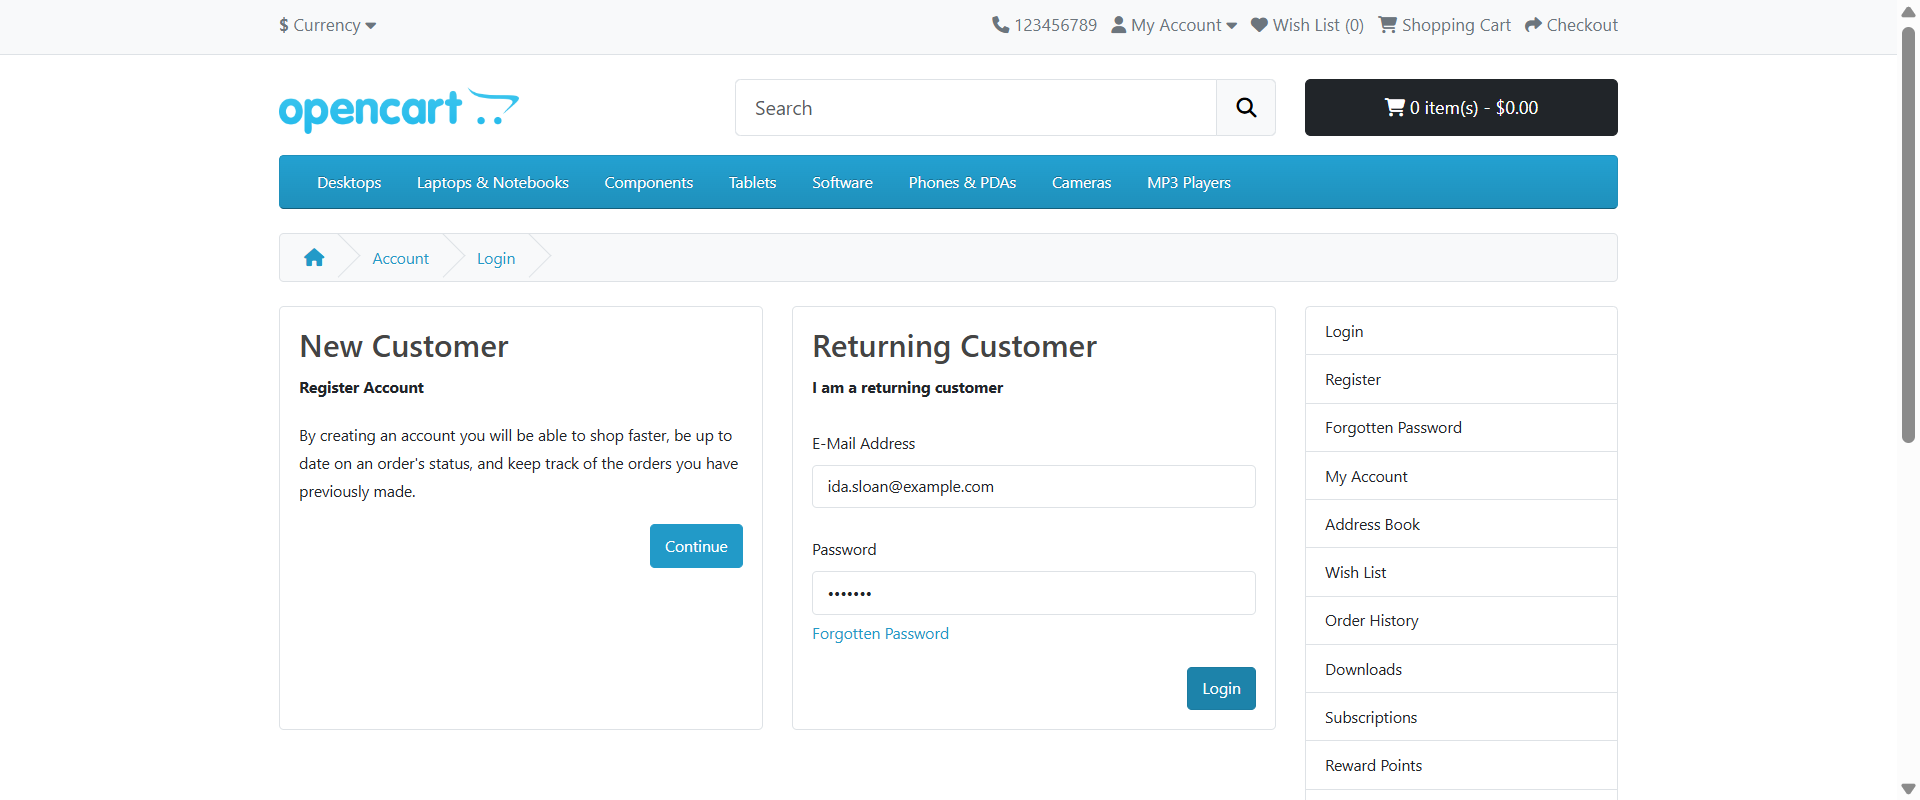 $ Currency
123456789 My Account Wish List (0) Shopping Cart Checkout
opencart
Search
0 item(s) - $0.00
Desktops Laptops & Notebooks Components Tablets Software Phones & PDAs Cameras MP3 Players
Account Login
New Customer
Register Account
By creating an account you will be able to shop faster, be up to
date on an order's status, and keep track of the orders you have
previously made.
Continue
Returning Customer
I am a returning customer
E-Mail Address
ida.sloan@example.com
Password
•••••••
Forgotten Password
Login
Login
Register
Forgotten Password
My Account
Address Book
Wish List
Order History
Downloads
Subscriptions
Reward Points